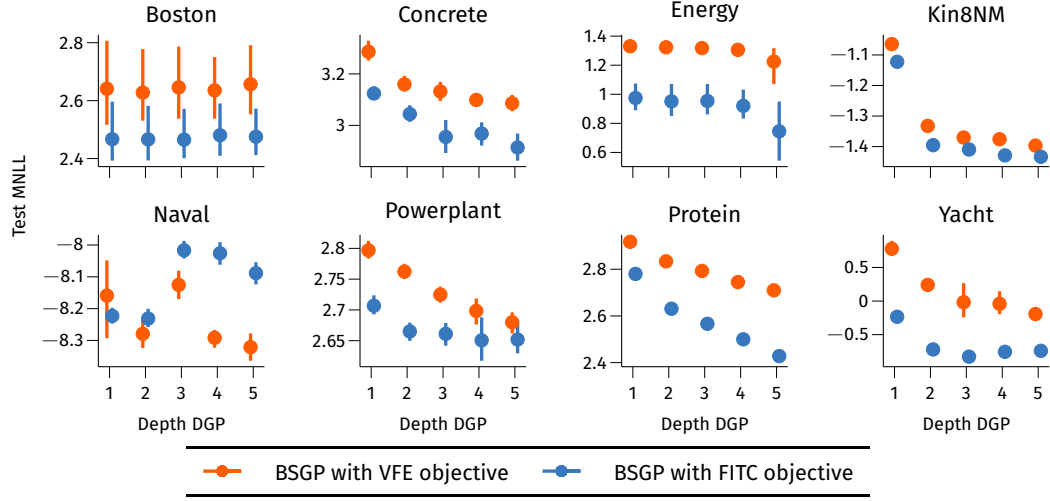 Boston
Concrete
Energy
Kin8NM
Test MNLL
2.8
2.6
2.4
3.2
3
1.4
1.2
1
0.8
0.6
−1.1
−1.2
−1.3
−1.4
Naval
Powerplant
Protein
Yacht
−8
−8.1
−8.2
−8.3
2.8
2.75
2.7
2.65
2.8
2.6
2.4
0.5
0
−0.5
1 2 3 4 5
1 2 3 4 5
1 2 3 4 5
1 2 3 4 5
Depth DGP
Depth DGP
Depth DGP
Depth DGP
BSGP with VFE objective
BSGP with FITC objective